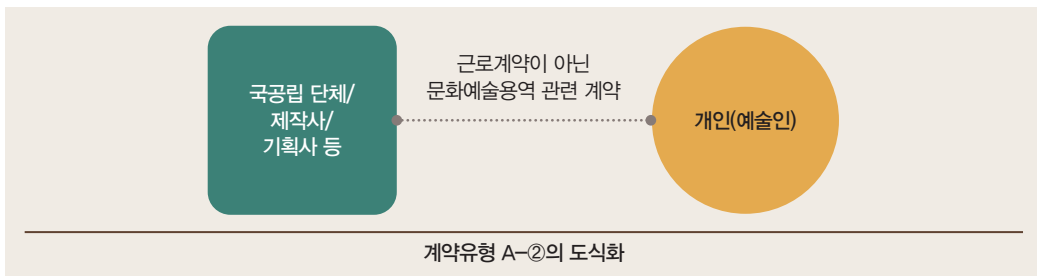 근로계약이 아닌
문화예술용역 관련 계약
국공립 단체/
제작사/
기획사 등
개인(예술인)
계약유형 A-②의 도식화